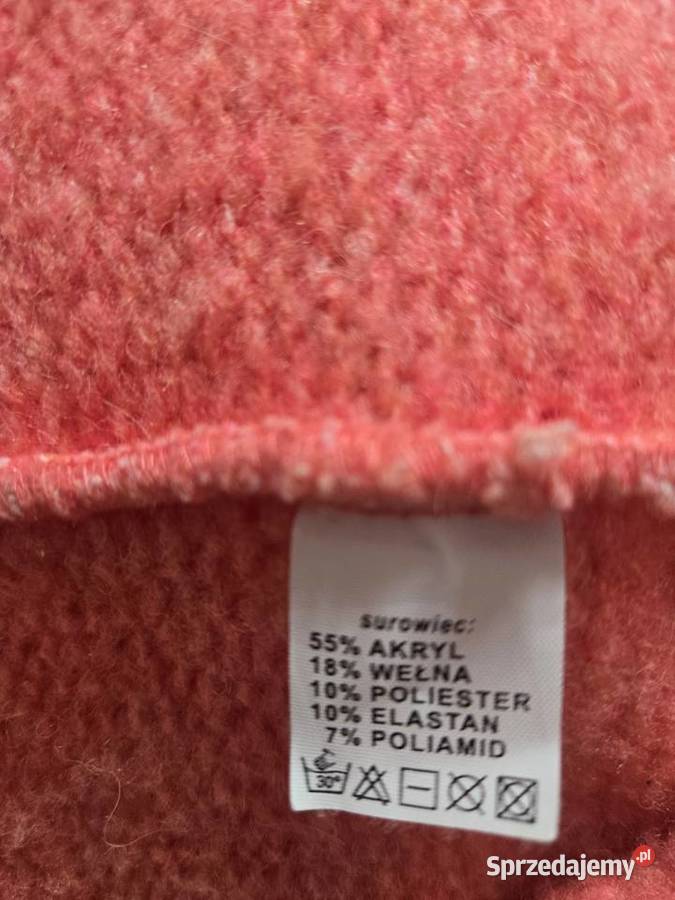 surowiec:
55% AKRYL
18% WEŁNA
10% POLIESTER
10% ELASTAN
7% POLIAMID
30°
Sprzedajemy.pl